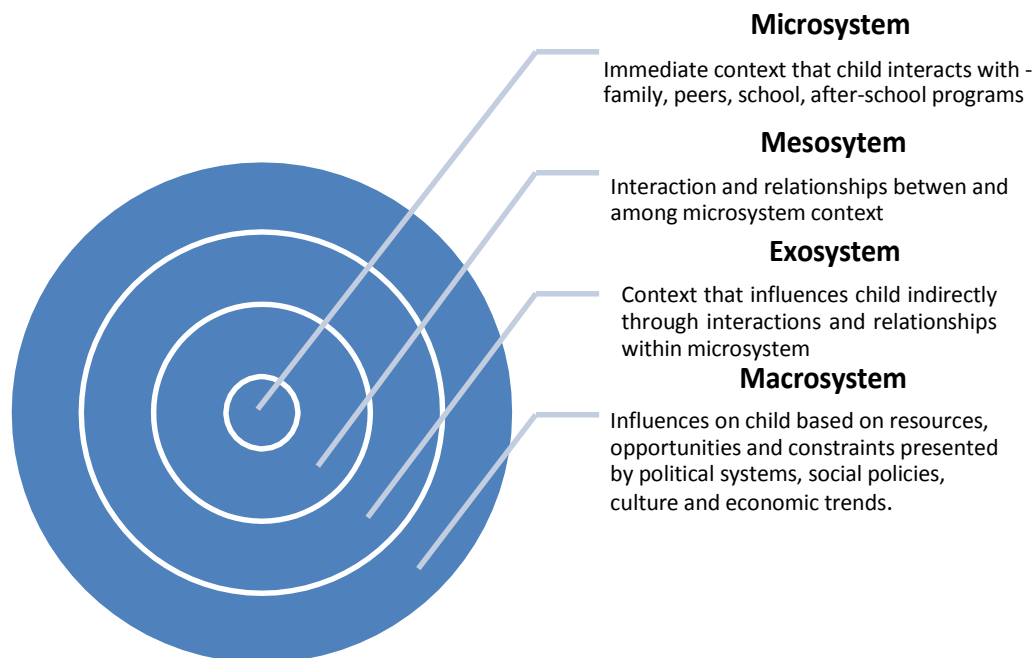 Microsystem
Immediate context that child interacts with -
family, peers, school, after-school programs
Mesosytem
Interaction and relationships betwen and
among microsystem context
Exosystem
Context that influences child indirectly
through interactions and relationships
within microsystem
Macrosystem
Influences on child based on resources,
opportunities and constraints presented
by political systems, social policies,
culture and economic trends.